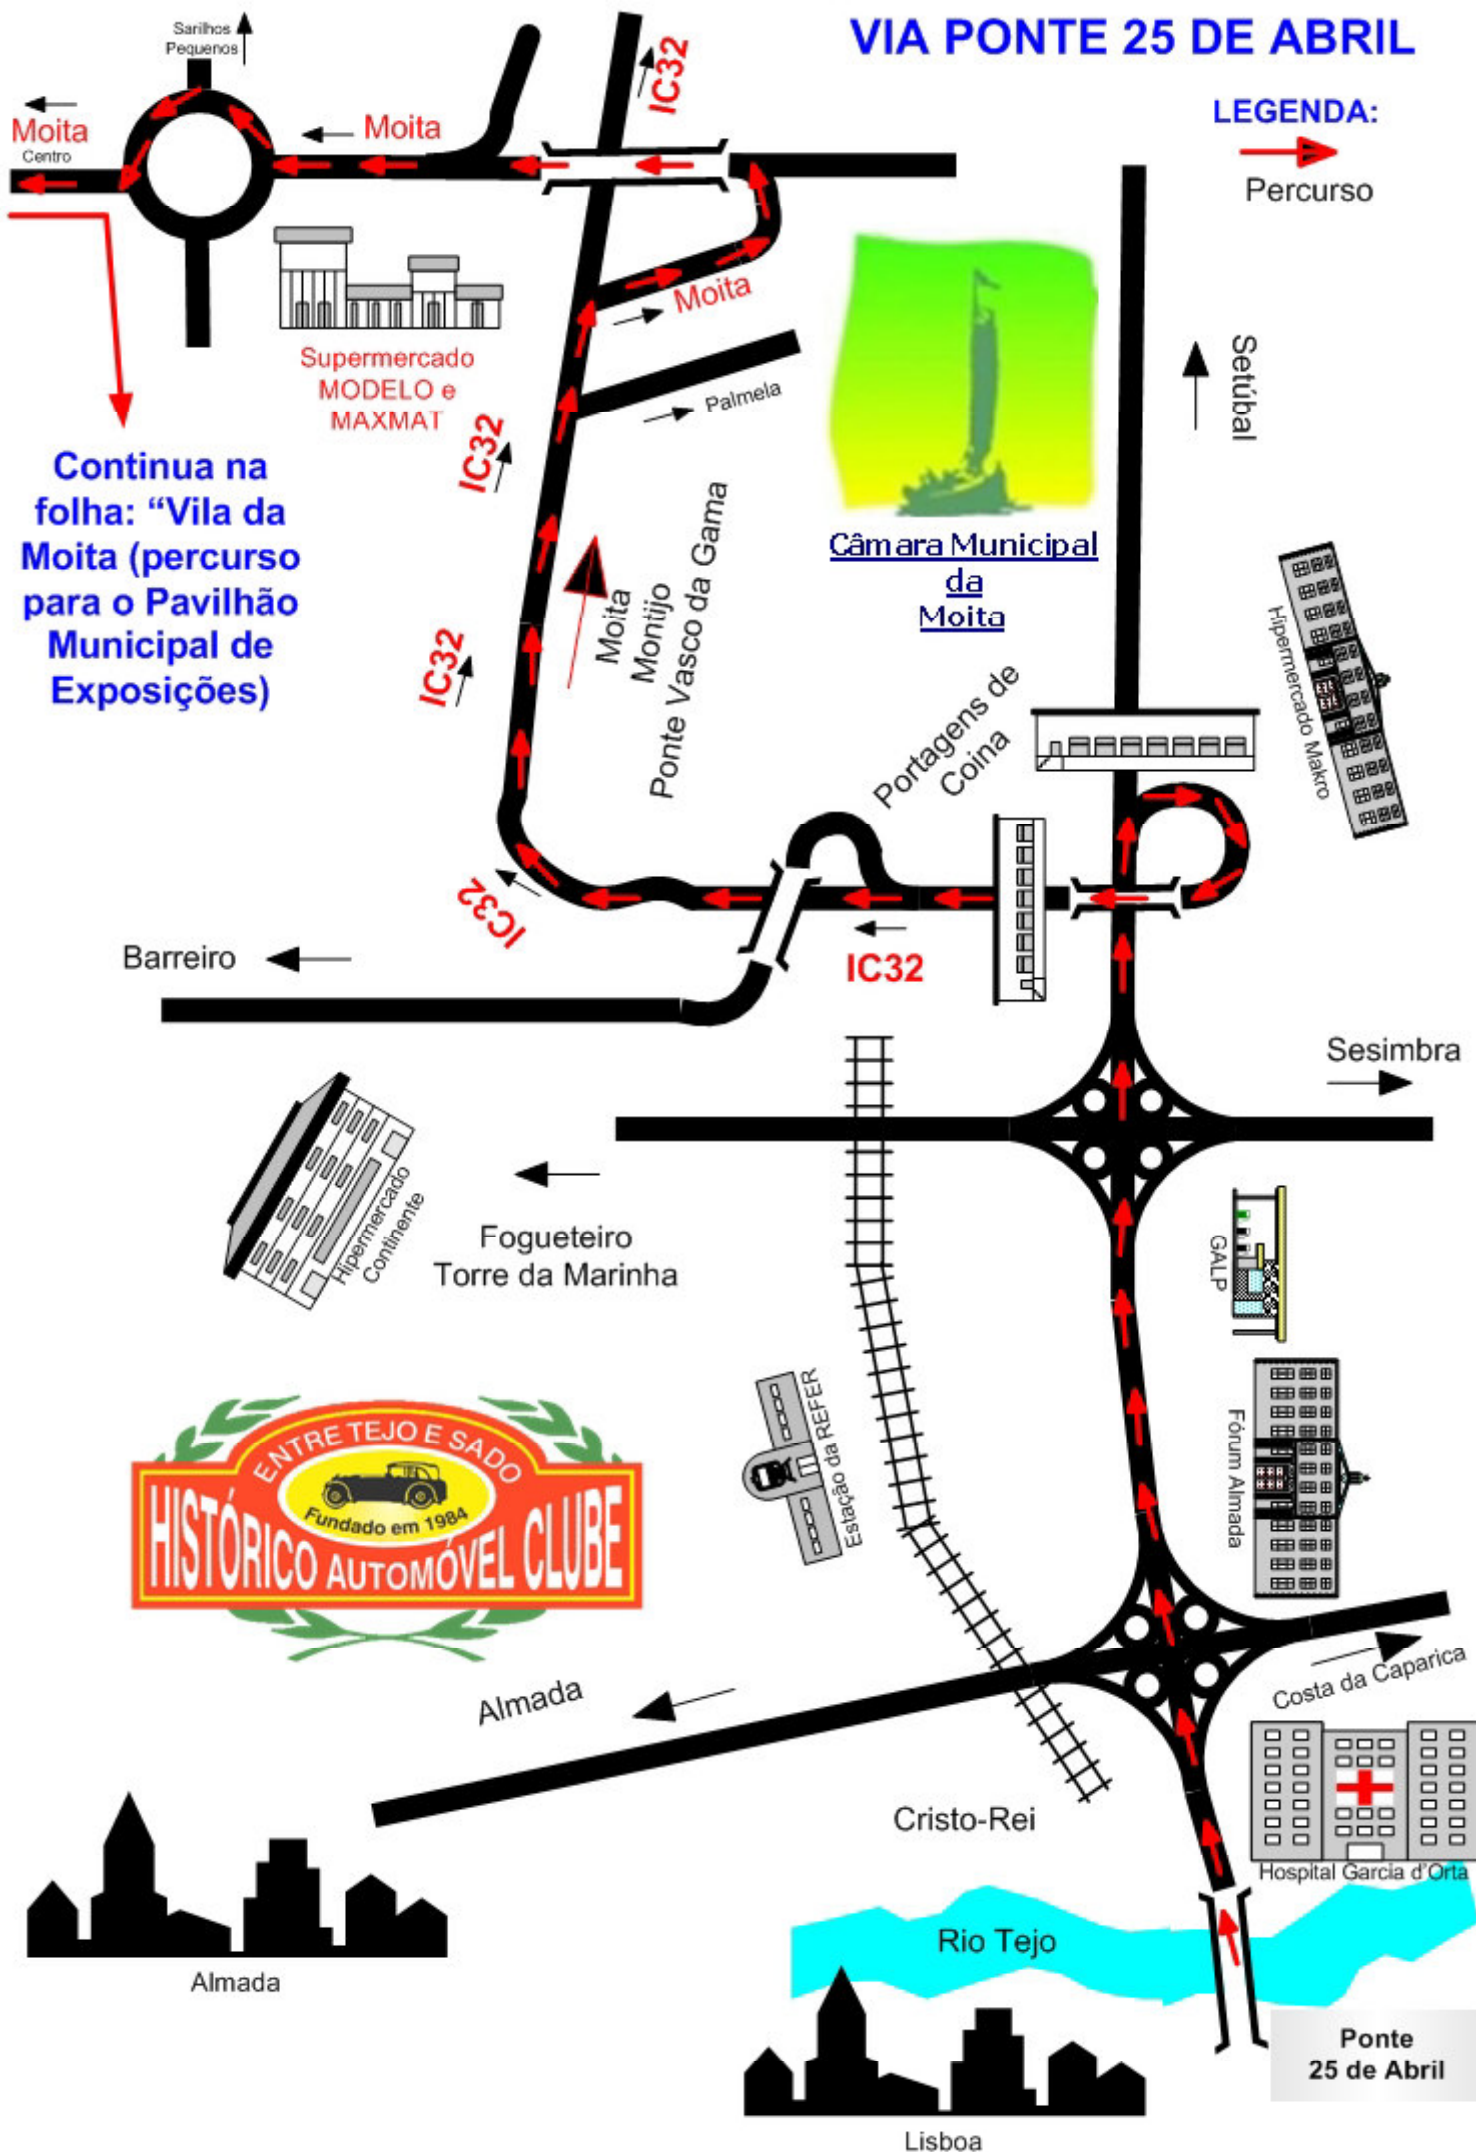 VIA PONTE 25 DE ABRIL
LEGENDA:
Percurso
Sarilhos
Pequenos
IC32
Moita
Centro
Moita
Moita
Supermercado
MODELO e
MAXMAT
Palmela
Setúbal
IC32
Continua na
folha: “Vila da
Moita (percurso
para o Pavilhão
Municipal de
Exposições)
Moita
Montijo
Ponte Vasco da Gama
Câmara Municipal
da
Moita
IC32
Hipermercado Makro
Portagens de
Coina
IC32
IC32
Barreiro
Sesimbra
Hipermercado
Continente
Fogueteiro
Torre da Marinha
GALP
ENTRE TEJO E SADO
Fundado em 1984
HISTÓRICO AUTOMÓVEL CLUBE
Estação da REFER
Fórum Almada
Almada
Costa da Caparica
Cristo-Rei
Hospital Garcia d'Orta
Rio Tejo
Almada
Ponte
25 de Abril
Lisboa